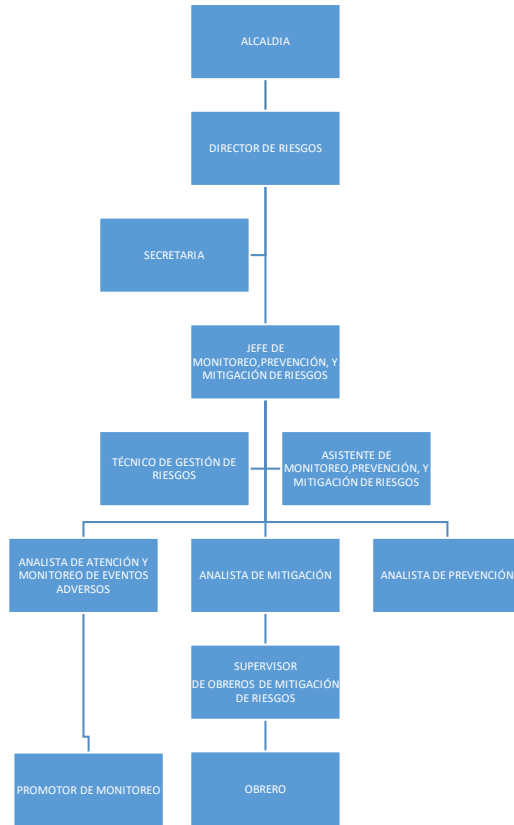 ALCALDIA
DIRECTOR DE RIESGOS
SECRETARIA
JEFE DE
MONITOREO,PREVENCIÓN, Y
MITIGACIÓN DE RIESGOS
TÉCNICO DE GESTIÓN DE
RIESGOS
ASISTENTE DE
MONITOREO,PREVENCIÓN, Y
MITIGACIÓN DE RIESGOS
ANALISTA DE ATENCIÓN Y
MONITOREO DE EVENTOS
ADVERSOS
ANALISTA DE MITIGACIÓN
ANALISTA DE PREVENCIÓN
SUPERVISOR
DE OBREROS DE MITIGACIÓN
DE RIESGOS
PROMOTOR DE MONITOREO
OBRERO